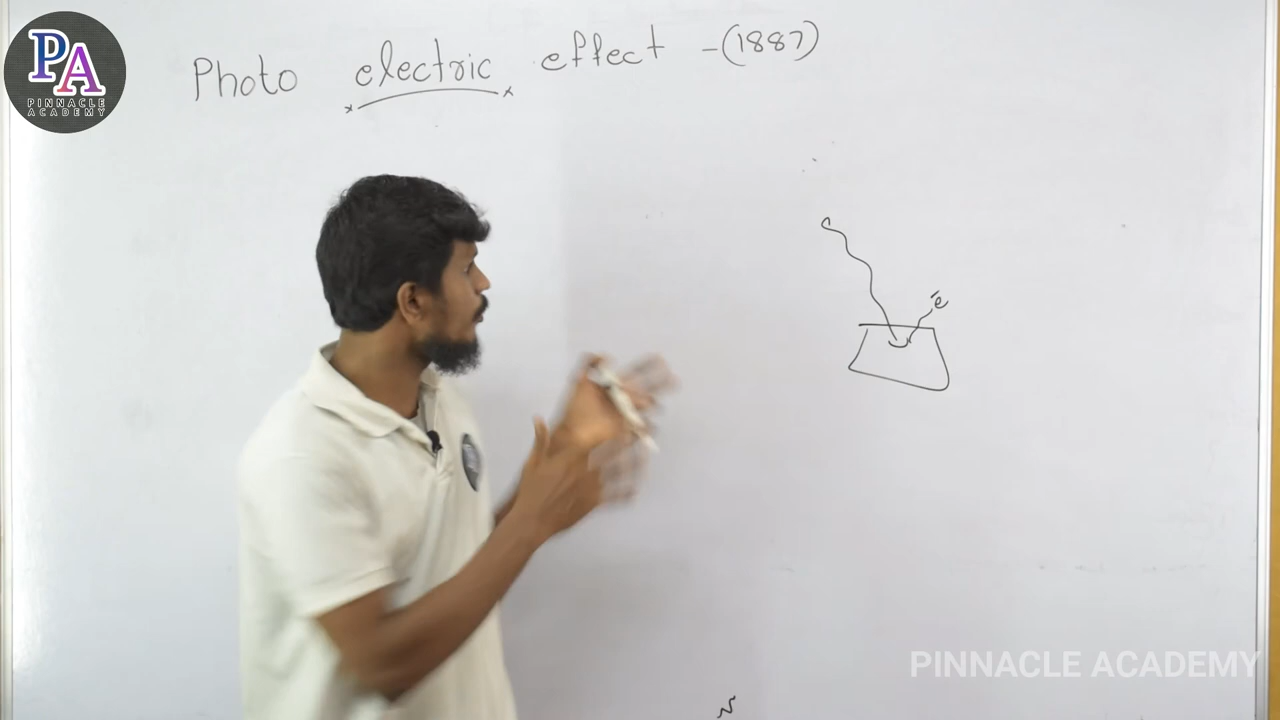 PA
PINNACLE
ACADEMY
Photo electric effect - (1887)
ē
PINNACLE ACADEMY